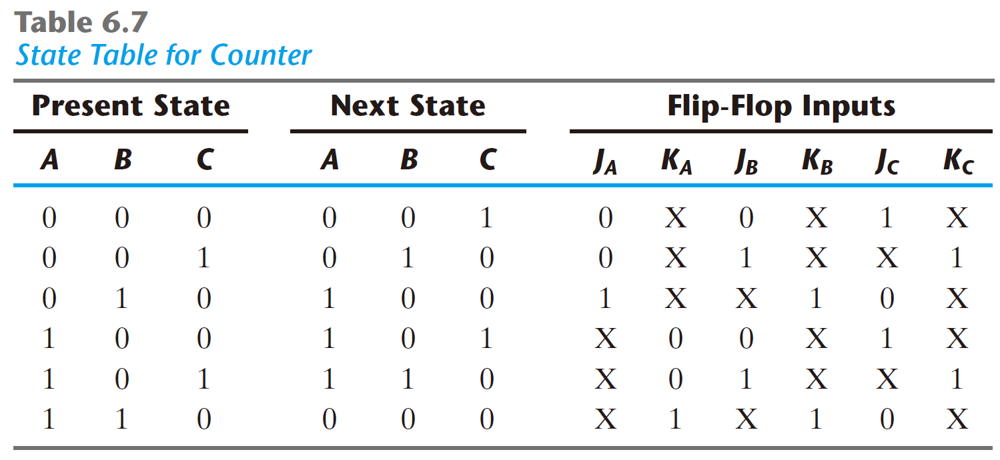 Table 6.7
State Table for Counter
Present State Next State Flip-Flop Inputs
A B C A B C J_A K_A J_B K_B J_C K_C
0 0 0 0 0 1 0 X 0 X 1 X
0 0 1 0 1 0 0 X 1 X X 1
0 1 0 1 0 0 1 X X 1 0 X
1 0 0 1 0 1 X 0 0 X 1 X
1 0 1 1 1 0 X 0 1 X X 1
1 1 0 0 0 0 X 1 X 1 0 X